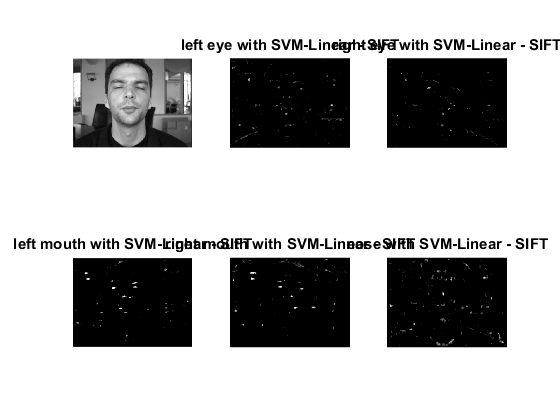 left eye with SVM-Linear - SIFT
right eye with SVM-Linear - SIFT
left mouth with SVM-Linear - SIFT
right mouth with SVM-Linear - SIFT
nose with SVM-Linear - SIFT